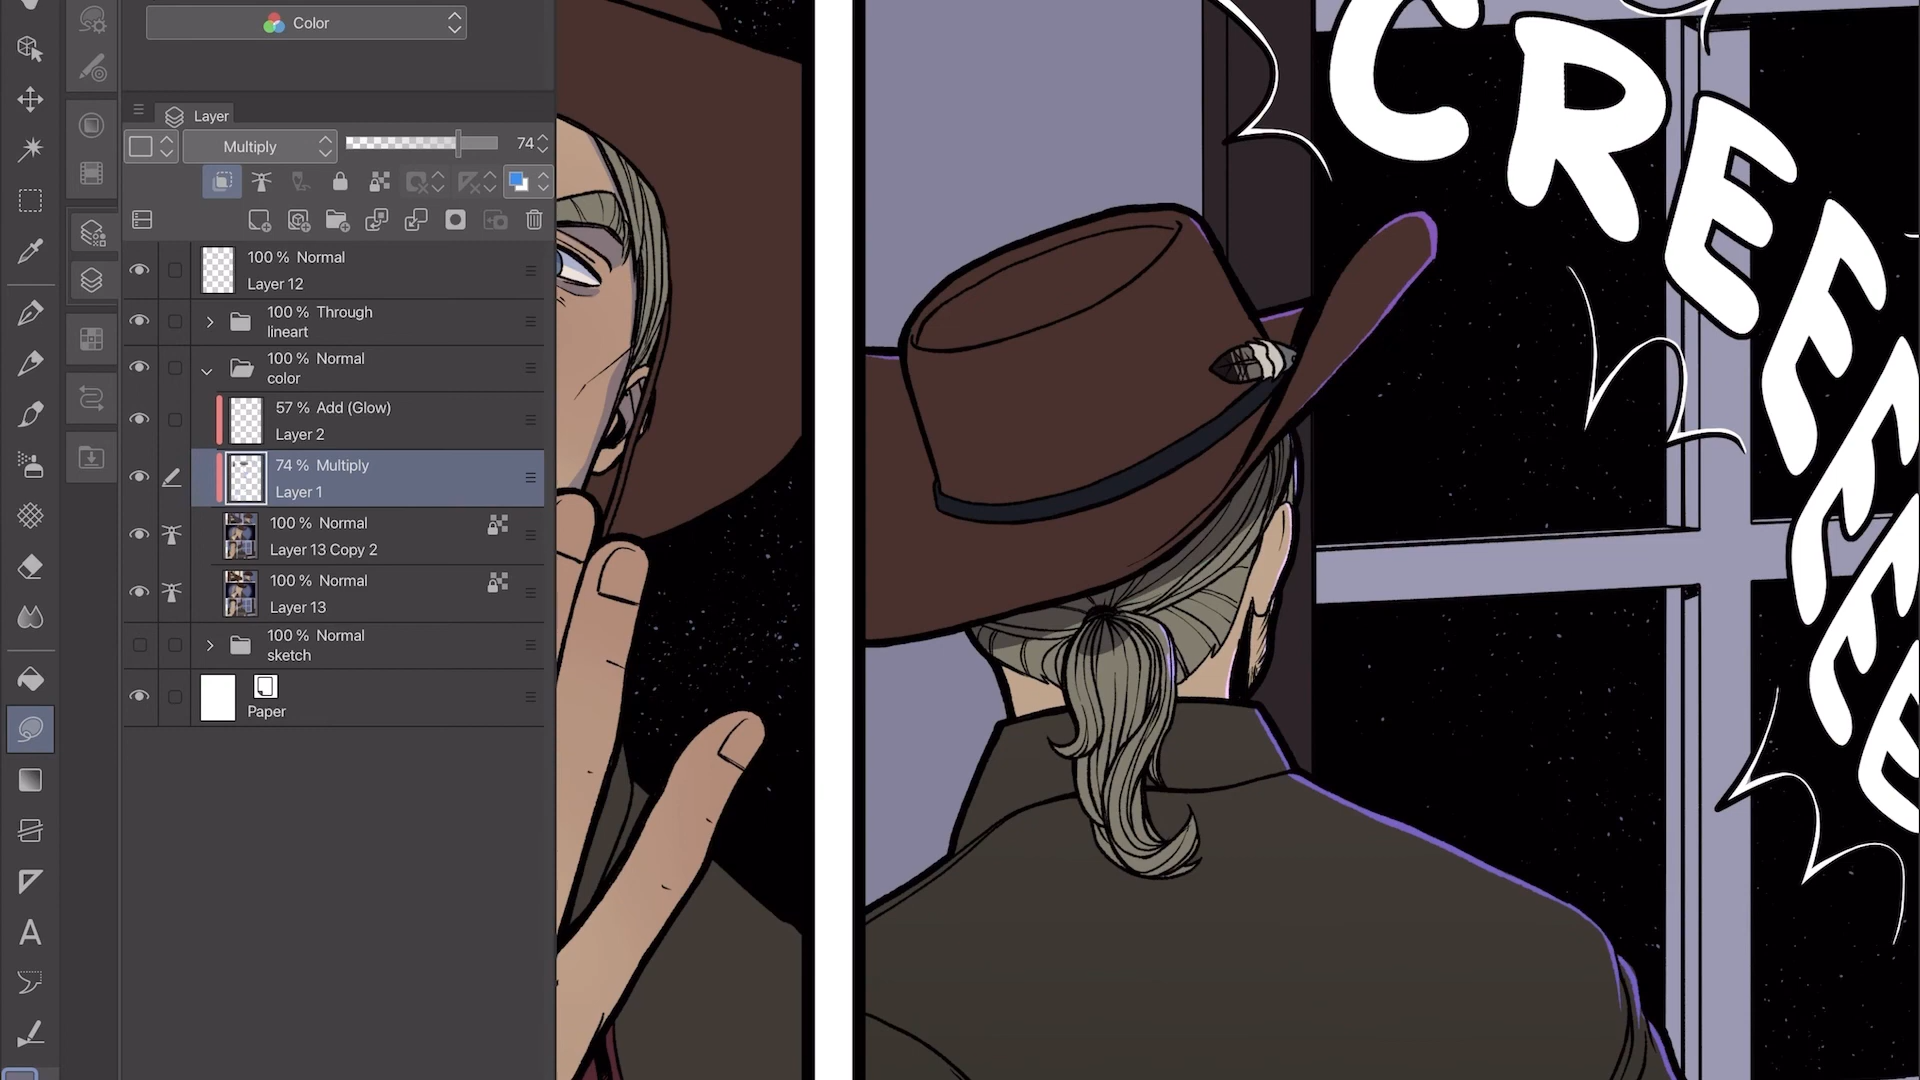 Color
Layer
Multiply
74
100 % Normal
Layer 12
100 % Through
lineart
100 % Normal
color
57 % Add (Glow)
Layer 2
74 % Multiply
Layer 1
100 % Normal
Layer 13 Copy 2
100 % Normal
Layer 13
100 % Normal
sketch
Paper
CREEEEEE